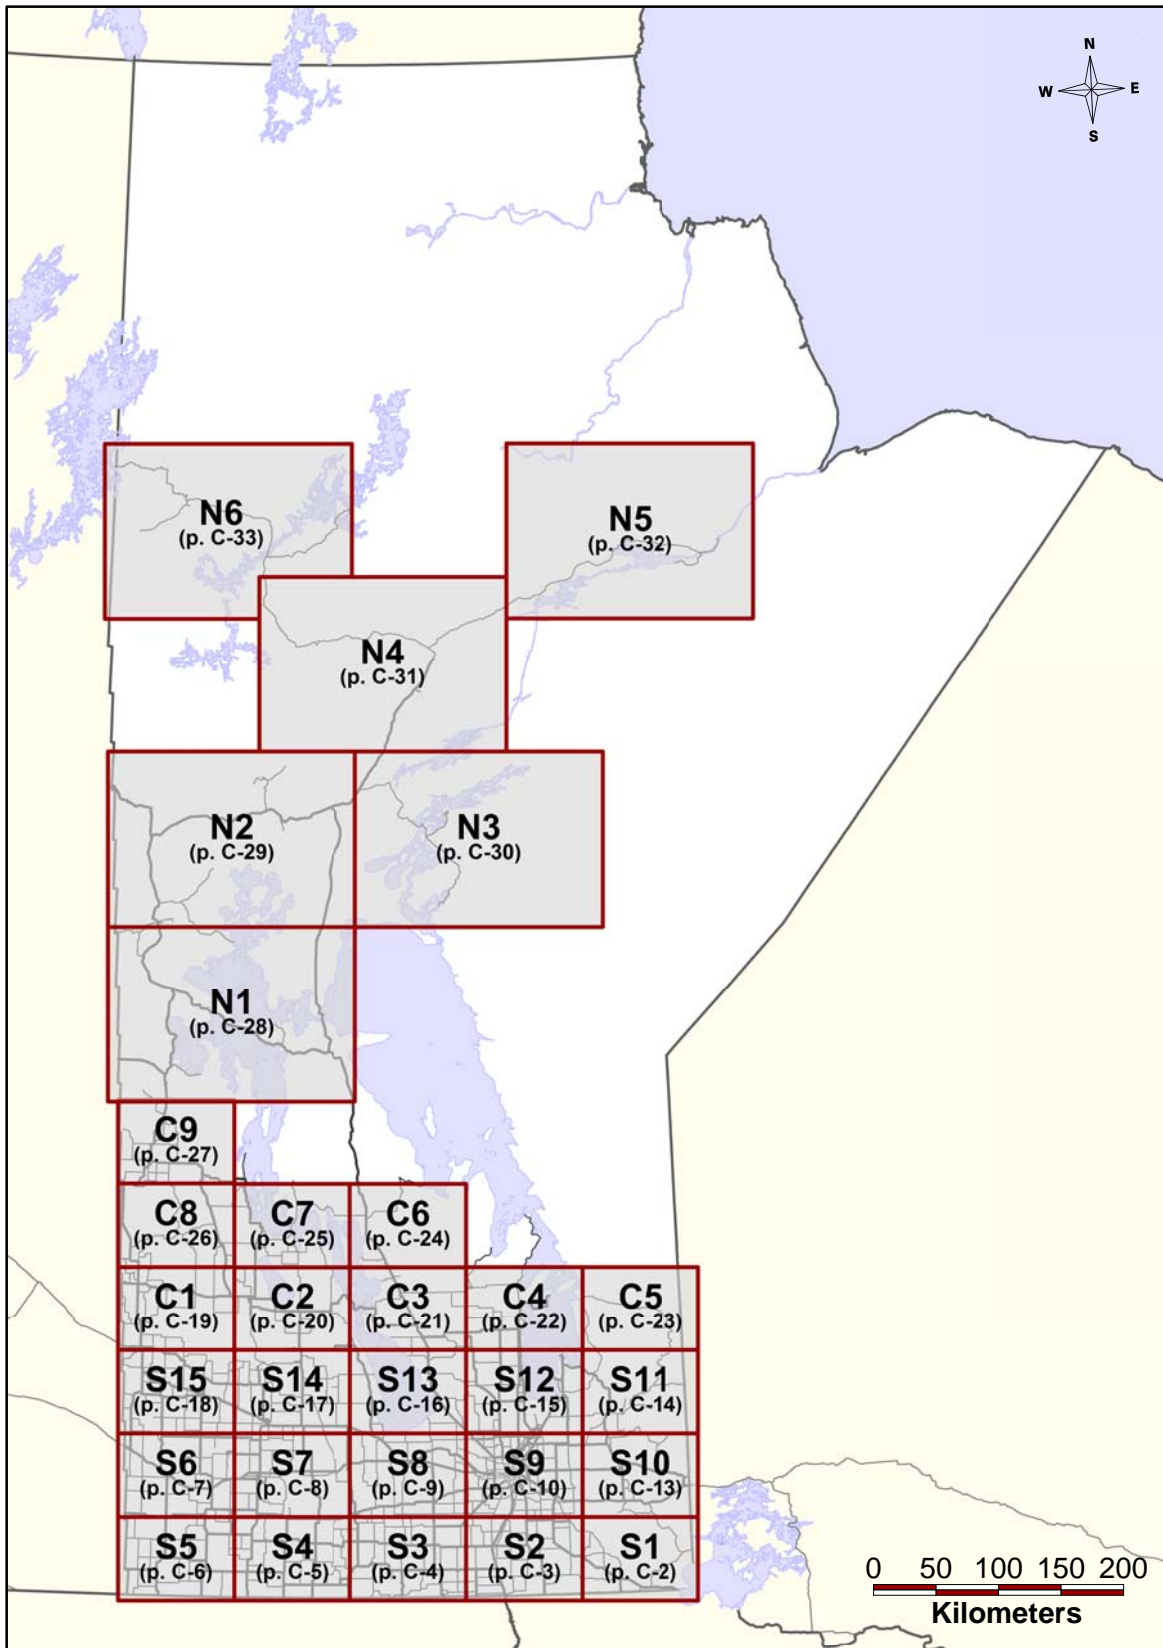 N
W E
S
N6
(p. C-33)
N5
(p. C-32)
N4
(p. C-31)
N2
(p. C-29)
N3
(p. C-30)
N1
(p. C-28)
C9
(p. C-27)
C8
(p. C-26)
C7
(p. C-25)
C6
(p. C-24)
C1
(p. C-19)
C2
(p. C-20)
C3
(p. C-21)
C4
(p. C-22)
C5
(p. C-23)
S15
(p. C-18)
S14
(p. C-17)
S13
(p. C-16)
S12
(p. C-15)
S11
(p. C-14)
S6
(p. C-7)
S7
(p. C-8)
S8
(p. C-9)
S9
(p. C-10)
S10
(p. C-13)
S5
(p. C-6)
S4
(p. C-5)
S3
(p. C-4)
S2
(p. C-3)
S1
(p. C-2)
0 50 100 150 200
Kilometers